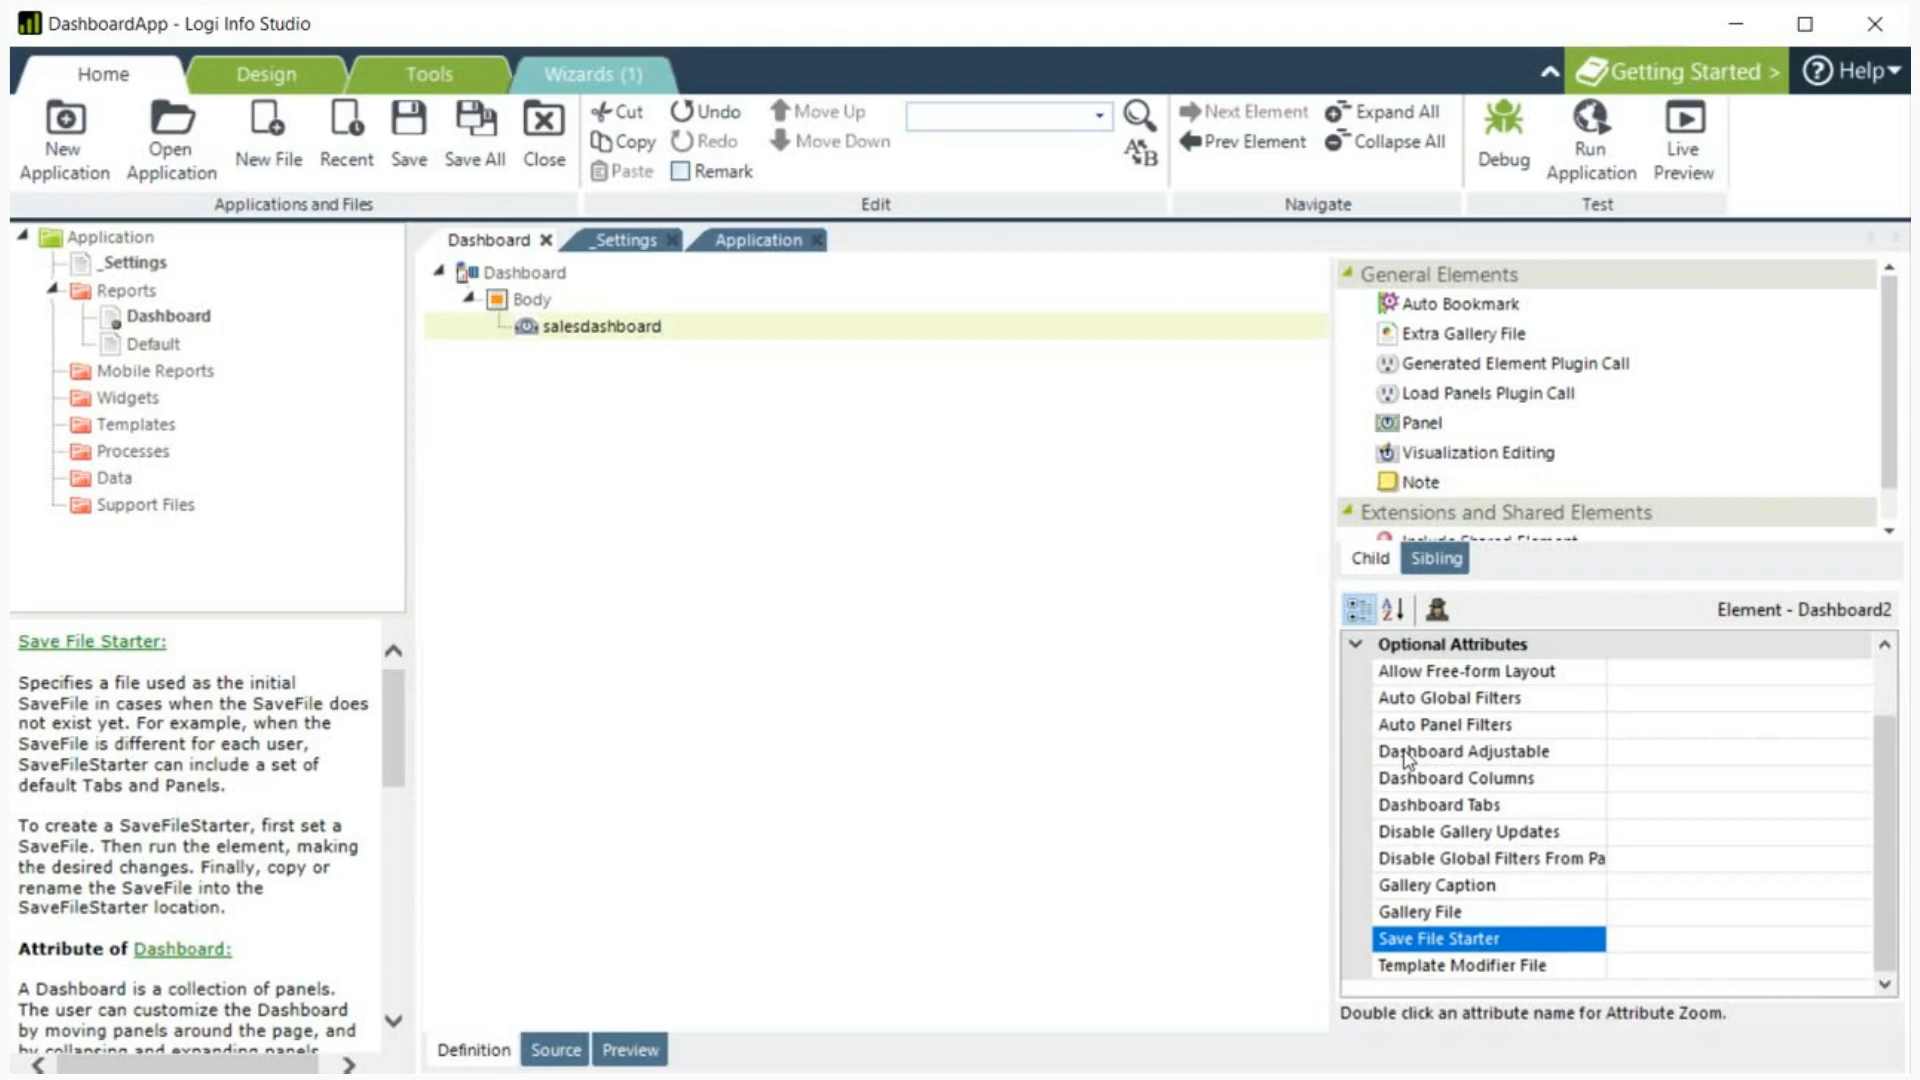 DashboardApp - Logi Info Studio
Home
Design
Tools
Wizards (1)
Getting Started >
Help
New Application
Open Application
New File
Recent
Save
Save All
Close
Cut
Copy
Paste
Undo
Redo
Remark
Move Up
Move Down
Next Element
Prev Element
Expand All
Collapse All
Debug
Run Application
Live Preview
Applications and Files
Edit
Navigate
Test
Application
_Settings
Reports
Dashboard
Default
Mobile Reports
Widgets
Templates
Processes
Data
Support Files
Save File Starter:
Specifies a file used as the initial
SaveFile in cases when the SaveFile does
not exist yet. For example, when the
SaveFile is different for each user,
SaveFileStarter can include a set of
default Tabs and Panels.
To create a SaveFileStarter, first set a
SaveFile. Then run the element, making
the desired changes. Finally, copy or
rename the SaveFile into the
SaveFileStarter location.
Attribute of Dashboard:
A Dashboard is a collection of panels.
The user can customize the Dashboard
by moving panels around the page, and
by collapsing and expanding panels
Dashboard
_Settings
Application
Dashboard
Body
salesdashboard
Definition
Source
Preview
General Elements
Auto Bookmark
Extra Gallery File
Generated Element Plugin Call
Load Panels Plugin Call
Panel
Visualization Editing
Note
Extensions and Shared Elements
Include Shared Element
Child
Sibling
Element - Dashboard2
Optional Attributes
Allow Free-form Layout
Auto Global Filters
Auto Panel Filters
Dashboard Adjustable
Dashboard Columns
Dashboard Tabs
Disable Gallery Updates
Disable Global Filters From Pa
Gallery Caption
Gallery File
Save File Starter
Template Modifier File
Double click an attribute name for Attribute Zoom.